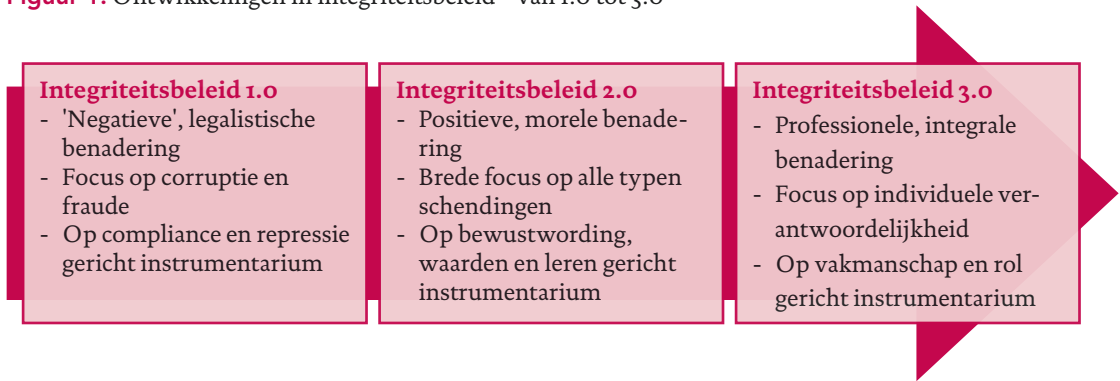 Figuur 1. Ontwikkelingen in integriteitsbeleid – van 1.0 tot 3.0
Integriteitsbeleid 1.0
- 'Negatieve', legalistische
benadering
- Focus op corruptie en
fraude
- Op compliance en repressie
gericht instrumentarium
Integriteitsbeleid 2.0
- Positieve, morele benade-
ring
- Brede focus op alle typen
schendingen
- Op bewustwording,
waarden en leren gericht
instrumentarium
Integriteitsbeleid 3.0
- Professionele, integrale
benadering
- Focus op individuele ver-
antwoordelijkheid
- Op vakmanschap en rol
gericht instrumentarium